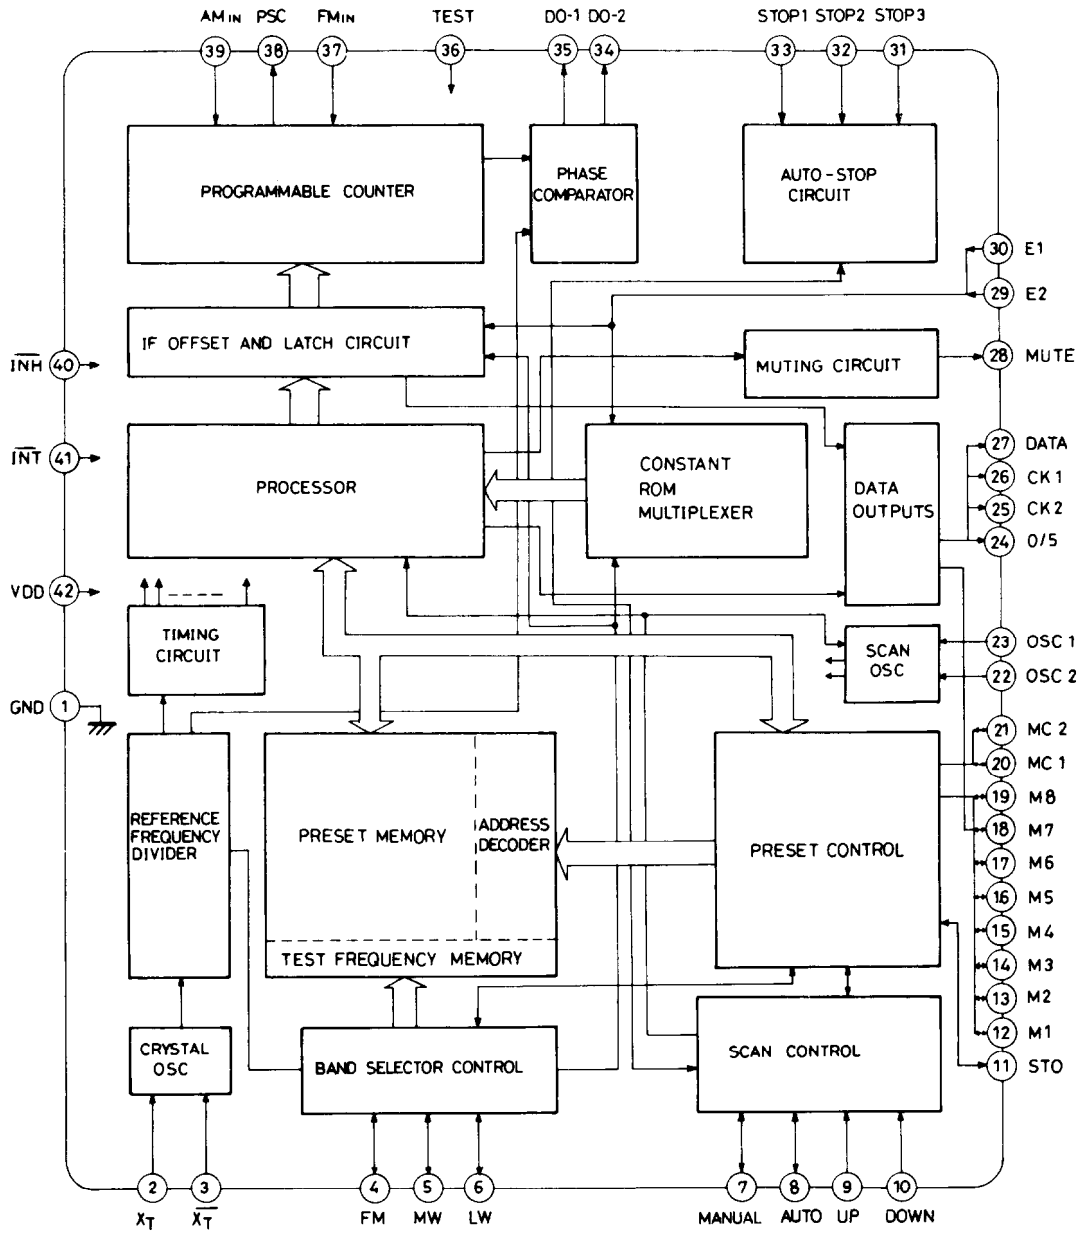 AM IN PSC FM IN TEST DO-1 DO-2 STOP1 STOP2 STOP3
39 38 37 36 35 34 33 32 31
PROGRAMMABLE COUNTER
PHASE
COMPARATOR
AUTO-STOP
CIRCUIT
30 E1
29 E2
IF OFFSET AND LATCH CIRCUIT
MUTING CIRCUIT
28 MUTE
INH 40
INT 41
PROCESSOR
CONSTANT
ROM
MULTIPLEXER
DATA
OUTPUTS
27 DATA
26 CK1
25 CK2
24 O/5
VDD 42
TIMING
CIRCUIT
SCAN
OSC
23 OSC 1
22 OSC 2
GND 1
21 MC 2
20 MC 1
19 M8
18 M7
17 M6
16 M5
15 M4
14 M3
13 M2
12 M1
11 STO
REFERENCE
FREQUENCY
DIVIDER
PRESET MEMORY
ADDRESS
DECODER
PRESET CONTROL
TEST FREQUENCY MEMORY
CRYSTAL
OSC
BAND SELECTOR CONTROL
SCAN CONTROL
2 3 4 5 6 7 8 9 10
XT XT FM MW LW MANUAL AUTO UP DOWN